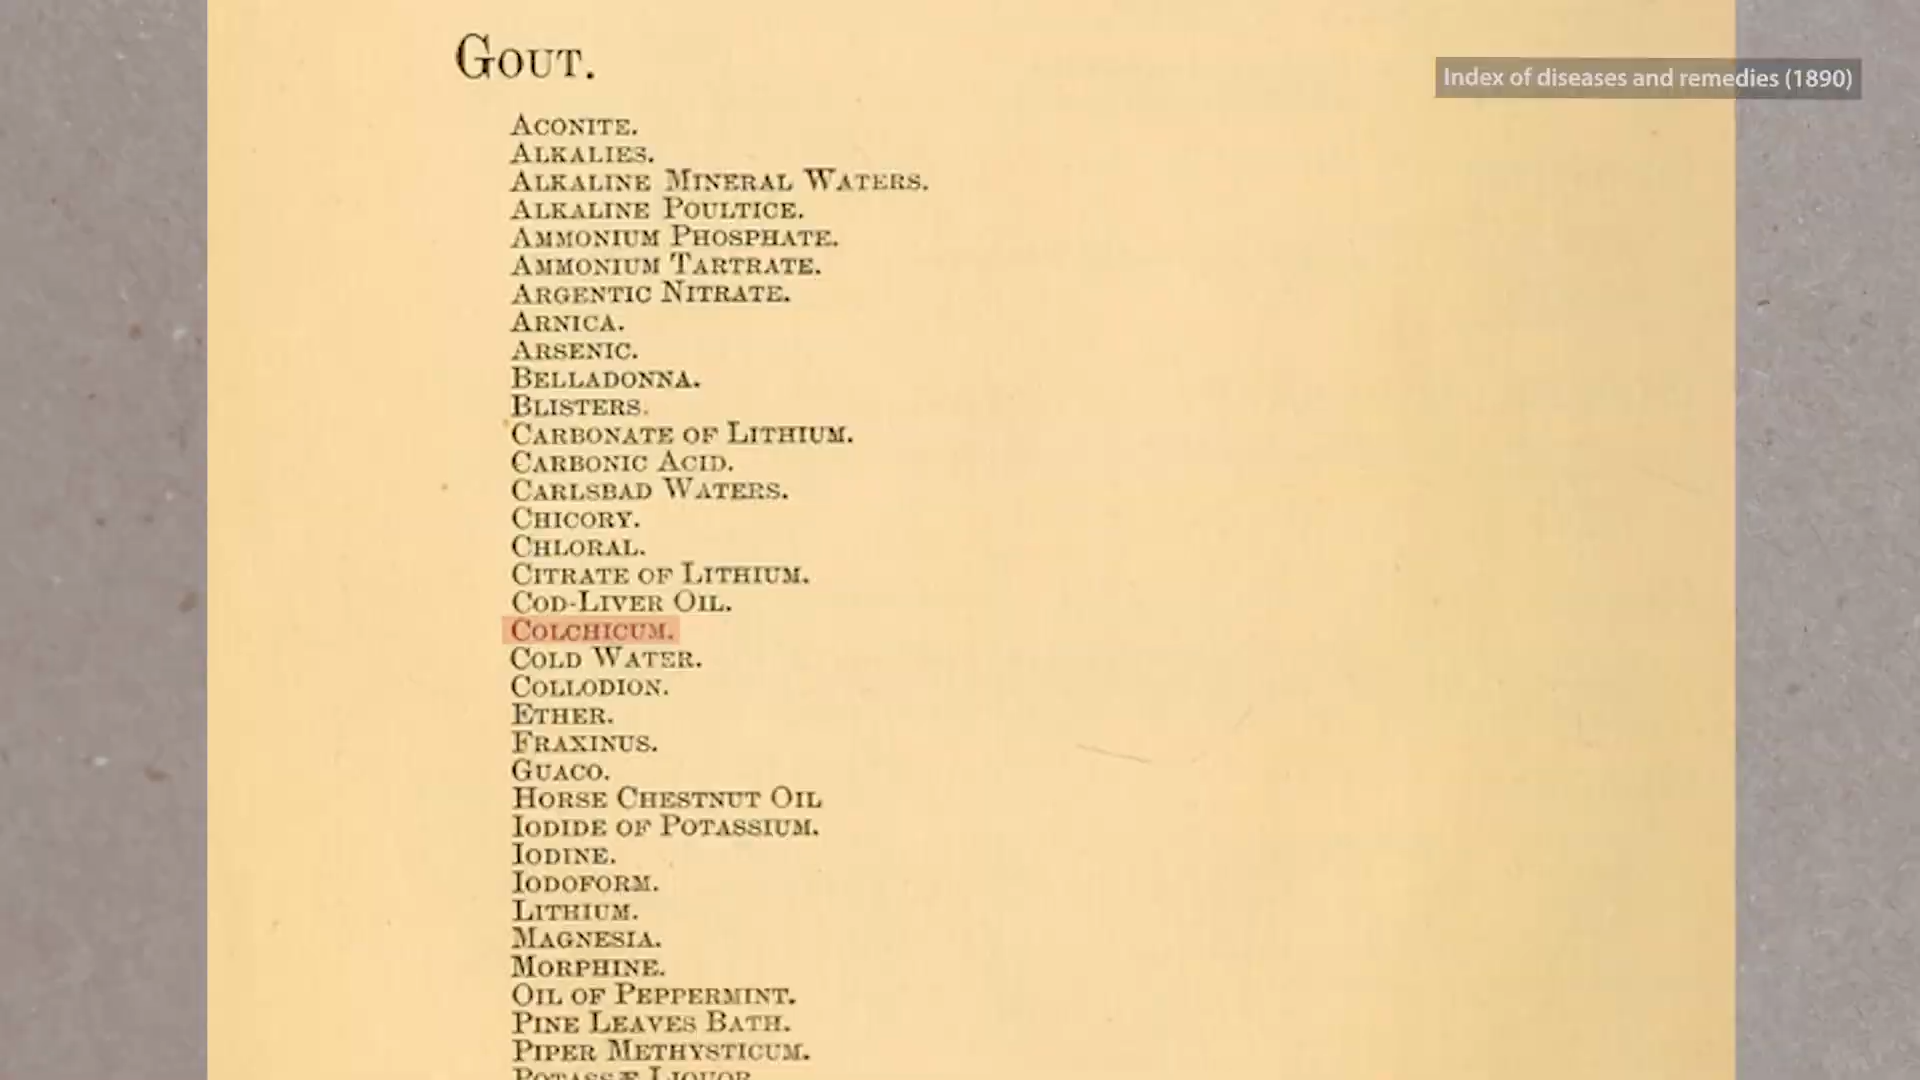 Gout.
Index of diseases and remedies (1890)
Aconite.
Alkalies.
Alkaline Mineral Waters.
Alkaline Poultice.
Ammonium Phosphate.
Ammonium Tartrate.
Argentic Nitrate.
Arnica.
Arsenic.
Belladonna.
Blisters.
Carbonate of Lithium.
Carbonic Acid.
Carlsbad Waters.
Chicory.
Chloral.
Citrate of Lithium.
Cod-Liver Oil.
Colchicum.
Cold Water.
Collodion.
Ether.
Fraxinus.
Guaco.
Horse Chestnut Oil
Iodide of Potassium.
Iodine.
Iodoform.
Lithium.
Magnesia.
Morphine.
Oil of Peppermint.
Pine Leaves Bath.
Piper Methysticum.
Potassæ Liquor